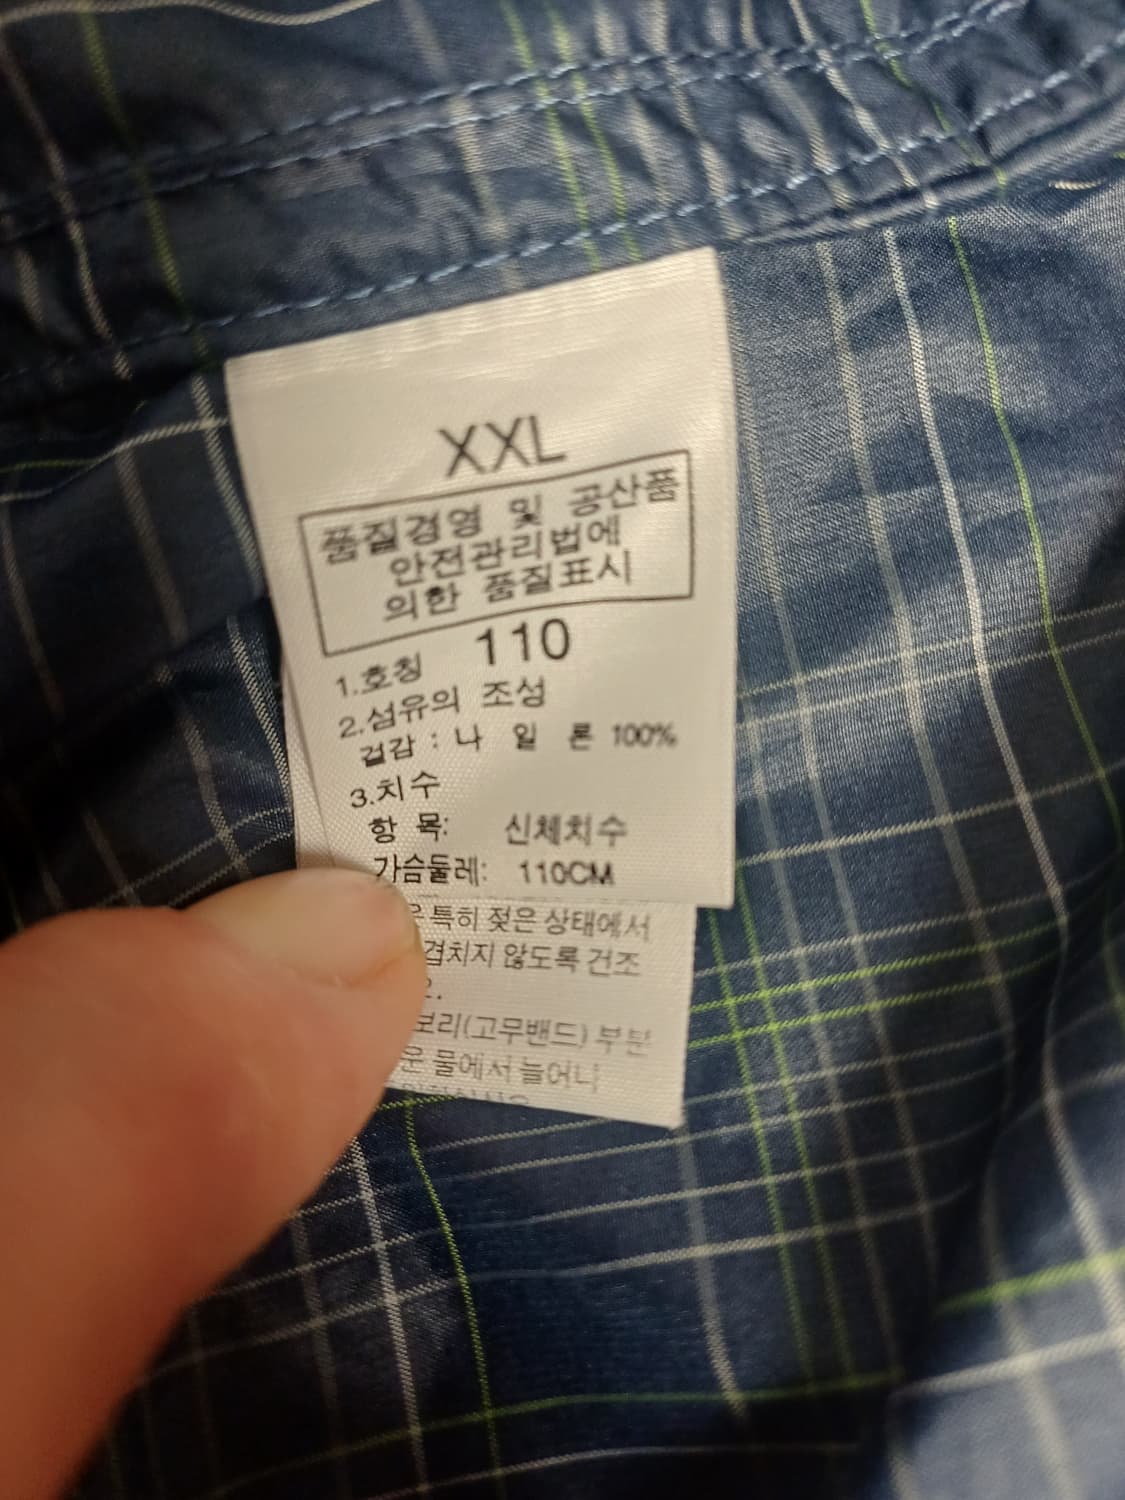 XXL
품질경영 및 공산품
안전관리법에
의한 품질표시
1.호칭 110
2.섬유의 조성
겉감 : 나 일 론 100%
3.치수
항 목: 신체치수
가슴둘레: 110CM
특히 젖은 상태에서
겹치지 않도록 건조
(고무밴드) 부분
물에서 늘어니